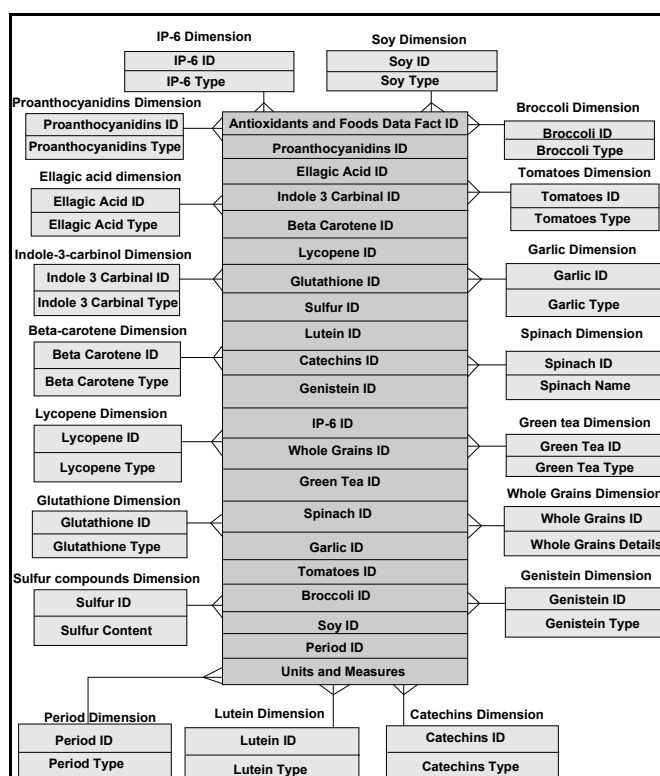 IP-6 Dimension
IP-6 ID
IP-6 Type
Soy Dimension
Soy ID
Soy Type
Proanthocyanidins Dimension
Proanthocyanidins ID
Proanthocyanidins Type
Ellagic acid dimension
Ellagic Acid ID
Ellagic Acid Type
Indole-3-carbinol Dimension
Indole 3 Carbinal ID
Indole 3 Carbinal Type
Beta-carotene Dimension
Beta Carotene ID
Beta Carotene Type
Lycopene Dimension
Lycopene ID
Lycopene Type
Glutathione Dimension
Glutathione ID
Glutathione Type
Sulfur compounds Dimension
Sulfur ID
Sulfur Content
Antioxidants and Foods Data Fact ID
Proanthocyanidins ID
Ellagic Acid ID
Indole 3 Carbinal ID
Beta Carotene ID
Lycopene ID
Glutathione ID
Sulfur ID
Lutein ID
Catechins ID
Genistein ID
IP-6 ID
Whole Grains ID
Green Tea ID
Spinach ID
Garlic ID
Tomatoes ID
Broccoli ID
Soy ID
Period ID
Units and Measures
Broccoli Dimension
Broccoli ID
Broccoli Type
Tomatoes Dimension
Tomatoes ID
Tomatoes Type
Garlic Dimension
Garlic ID
Garlic Type
Spinach Dimension
Spinach ID
Spinach Name
Green tea Dimension
Green Tea ID
Green Tea Type
Whole Grains Dimension
Whole Grains ID
Whole Grains Details
Genistein Dimension
Genistein ID
Genistein Type
Period Dimension
Period ID
Period Type
Lutein Dimension
Lutein ID
Lutein Type
Catechins Dimension
Catechins ID
Catechins Type